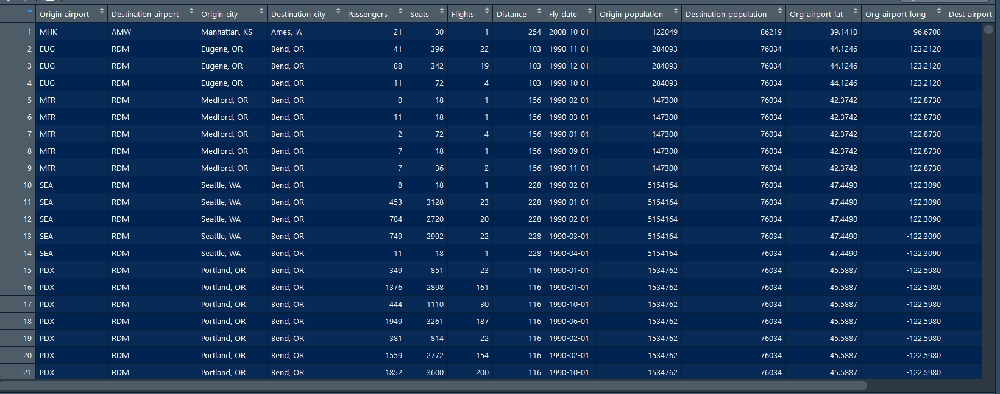 Origin_airport Destination_airport Origin_city Destination_city Passengers Seats Flights Distance Fly_date Origin_population Destination_population Org_airport_lat Org_airport_long Dest_airport_
1 MHK AMW Manhattan, KS Ames, IA 21 30 1 254 2008-10-01 122049 86219 39.1410 -96.6708
2 EUG RDM Eugene, OR Bend, OR 41 396 22 103 1990-11-01 284093 76034 44.1246 -123.2120
3 EUG RDM Eugene, OR Bend, OR 88 342 19 103 1990-12-01 284093 76034 44.1246 -123.2120
4 EUG RDM Eugene, OR Bend, OR 11 72 4 103 1990-10-01 284093 76034 44.1246 -123.2120
5 MFR RDM Medford, OR Bend, OR 0 18 1 156 1990-02-01 147300 76034 42.3742 -122.8730
6 MFR RDM Medford, OR Bend, OR 11 18 1 156 1990-03-01 147300 76034 42.3742 -122.8730
7 MFR RDM Medford, OR Bend, OR 2 72 4 156 1990-01-01 147300 76034 42.3742 -122.8730
8 MFR RDM Medford, OR Bend, OR 7 18 1 156 1990-09-01 147300 76034 42.3742 -122.8730
9 MFR RDM Medford, OR Bend, OR 7 36 2 156 1990-11-01 147300 76034 42.3742 -122.8730
10 SEA RDM Seattle, WA Bend, OR 8 18 1 228 1990-02-01 5154164 76034 47.4490 -122.3090
11 SEA RDM Seattle, WA Bend, OR 453 3128 23 228 1990-01-01 5154164 76034 47.4490 -122.3090
12 SEA RDM Seattle, WA Bend, OR 784 2720 20 228 1990-02-01 5154164 76034 47.4490 -122.3090
13 SEA RDM Seattle, WA Bend, OR 749 2992 22 228 1990-03-01 5154164 76034 47.4490 -122.3090
14 SEA RDM Seattle, WA Bend, OR 11 18 1 228 1990-04-01 5154164 76034 47.4490 -122.3090
15 PDX RDM Portland, OR Bend, OR 349 851 23 116 1990-01-01 1534762 76034 45.5887 -122.5980
16 PDX RDM Portland, OR Bend, OR 1376 2898 161 116 1990-01-01 1534762 76034 45.5887 -122.5980
17 PDX RDM Portland, OR Bend, OR 444 1110 30 116 1990-10-01 1534762 76034 45.5887 -122.5980
18 PDX RDM Portland, OR Bend, OR 1949 3261 187 116 1990-06-01 1534762 76034 45.5887 -122.5980
19 PDX RDM Portland, OR Bend, OR 381 814 22 116 1990-02-01 1534762 76034 45.5887 -122.5980
20 PDX RDM Portland, OR Bend, OR 1559 2772 154 116 1990-02-01 1534762 76034 45.5887 -122.5980
21 PDX RDM Portland, OR Bend, OR 1852 3600 200 116 1990-10-01 1534762 76034 45.5887 -122.5980